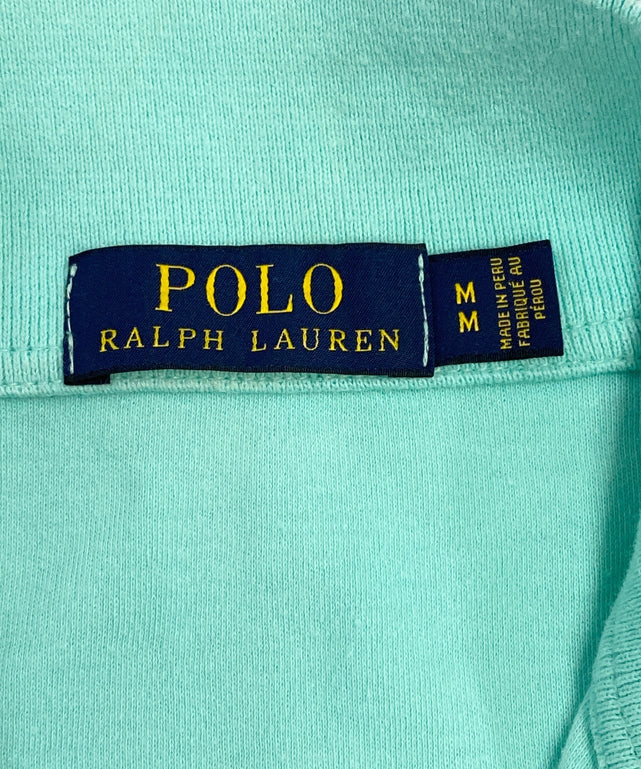 POLO
RALPH LAUREN
M
M
MADE IN PERU
FABRIQUÉ AU
PÉROU